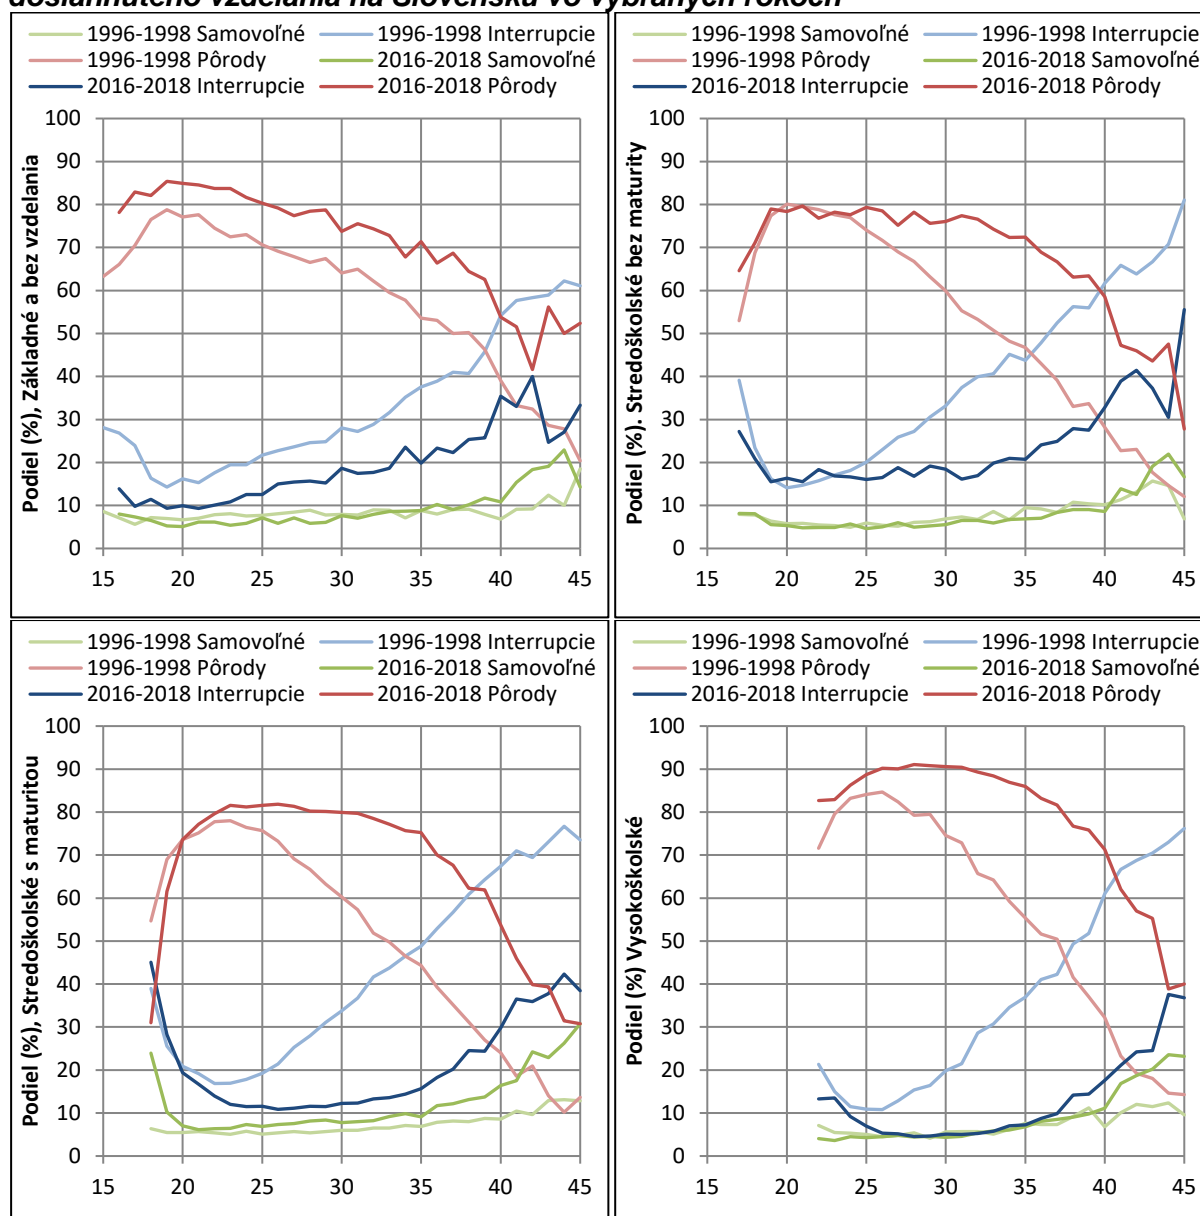 dosiahnutého vzdelania na Slovensku vo vybraných rokoch
1996-1998 Samovoľné 1996-1998 Interrupcie
1996-1998 Pôrody 2016-2018 Samovoľné
2016-2018 Interrupcie 2016-2018 Pôrody
Podiel (%), Základné a bez vzdelania
100
90
80
70
60
50
40
30
20
10
0
15 20 25 30 35 40 45
1996-1998 Samovoľné 1996-1998 Interrupcie
1996-1998 Pôrody 2016-2018 Samovoľné
2016-2018 Interrupcie 2016-2018 Pôrody
Podiel (%). Stredoškolské bez maturity
100
90
80
70
60
50
40
30
20
10
0
15 20 25 30 35 40 45
1996-1998 Samovoľné 1996-1998 Interrupcie
1996-1998 Pôrody 2016-2018 Samovoľné
2016-2018 Interrupcie 2016-2018 Pôrody
Podiel (%), Stredoškolské s maturitou
100
90
80
70
60
50
40
30
20
10
0
15 20 25 30 35 40 45
1996-1998 Samovoľné 1996-1998 Interrupcie
1996-1998 Pôrody 2016-2018 Samovoľné
2016-2018 Interrupcie 2016-2018 Pôrody
Podiel (%) Vysokoškolské
100
90
80
70
60
50
40
30
20
10
0
15 20 25 30 35 40 45